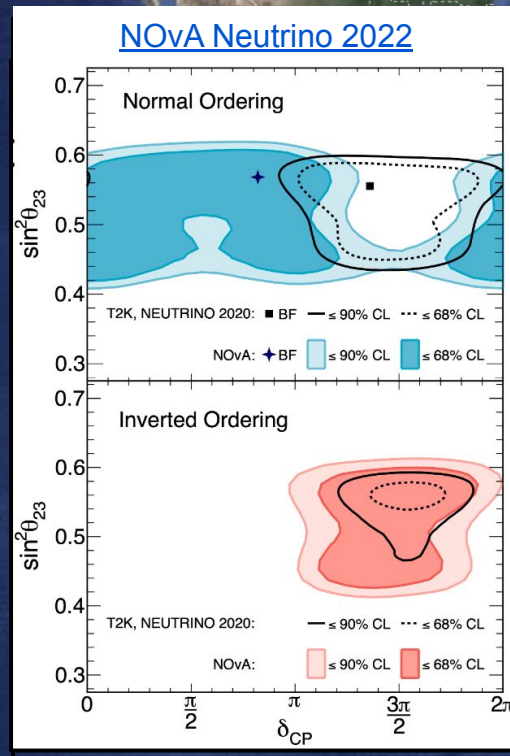 NOvA Neutrino 2022
0.7
Normal Ordering
0.6
sin²θ₂₃
0.5
0.4
T2K, NEUTRINO 2020: BF ≤ 90% CL ≤ 68% CL
NOvA: BF ≤ 90% CL ≤ 68% CL
0.3
0.7
Inverted Ordering
0.6
sin²θ₂₃
0.5
0.4
T2K, NEUTRINO 2020: ≤ 90% CL ≤ 68% CL
NOvA: ≤ 90% CL ≤ 68% CL
0.3
0 π/2 π 3π/2 2π
δCP